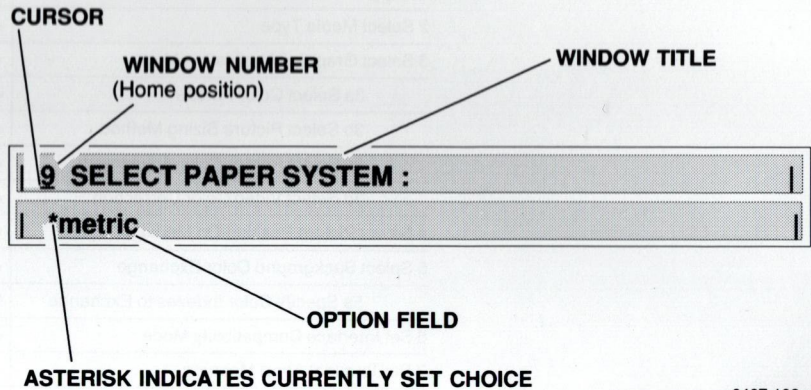 CURSOR
WINDOW NUMBER
(Home position)
WINDOW TITLE
9 SELECT PAPER SYSTEM :
*metric
OPTION FIELD
ASTERISK INDICATES CURRENTLY SET CHOICE